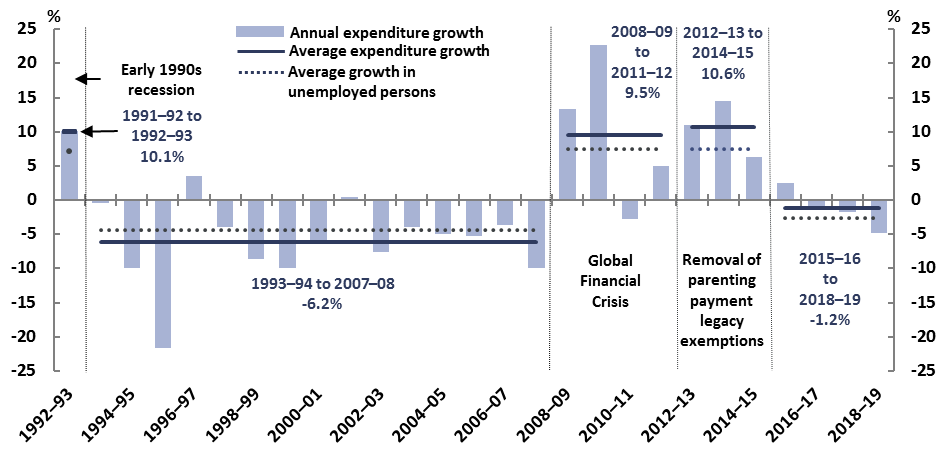 %
%
25
20
15
10
5
0
-5
-10
-15
-20
-25
25
20
15
10
5
0
-5
-10
-15
-20
-25
Annual expenditure growth
Average expenditure growth
Average growth in
unemployed persons
Early 1990s
recession
1991–92 to
1992–93
10.1%
1993–94 to 2007–08
-6.2%
2008–09
to
2011–12
9.5%
Global
Financial
Crisis
2012–13 to
2014–15
10.6%
Removal of
parenting
payment
legacy
exemptions
2015–16
to
2018–19
-1.2%
1992–93
1994–95
1996–97
1998–99
2000–01
2002–03
2004–05
2006–07
2008–09
2010–11
2012–13
2014–15
2016–17
2018–19